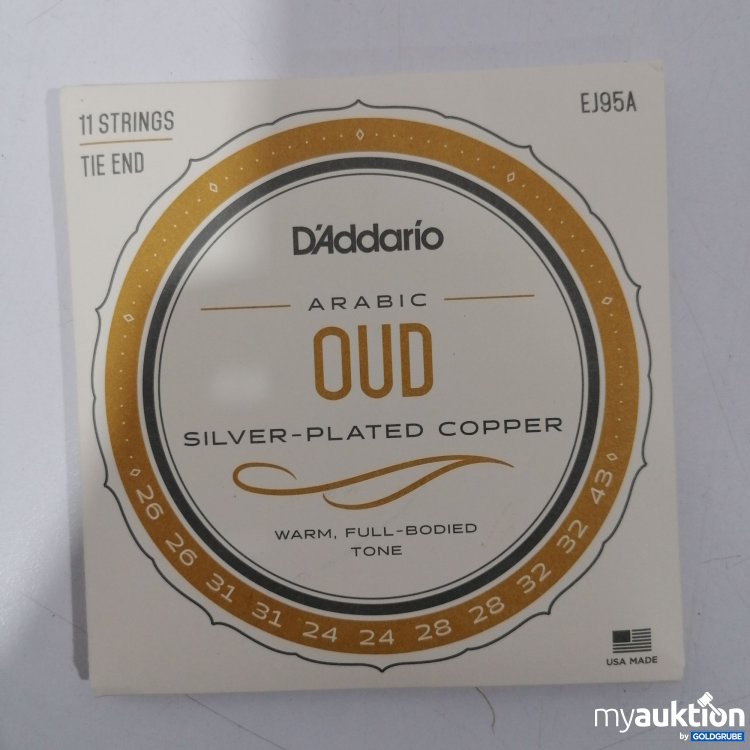 11 STRINGS
TIE END
EJ95A
D'Addario
ARABIC
OUD
SILVER-PLATED COPPER
WARM, FULL-BODIED
TONE
26 26 31 31 24 24 28 28 32 32 43
USA MADE
myauktion
by GOLDGRUBE